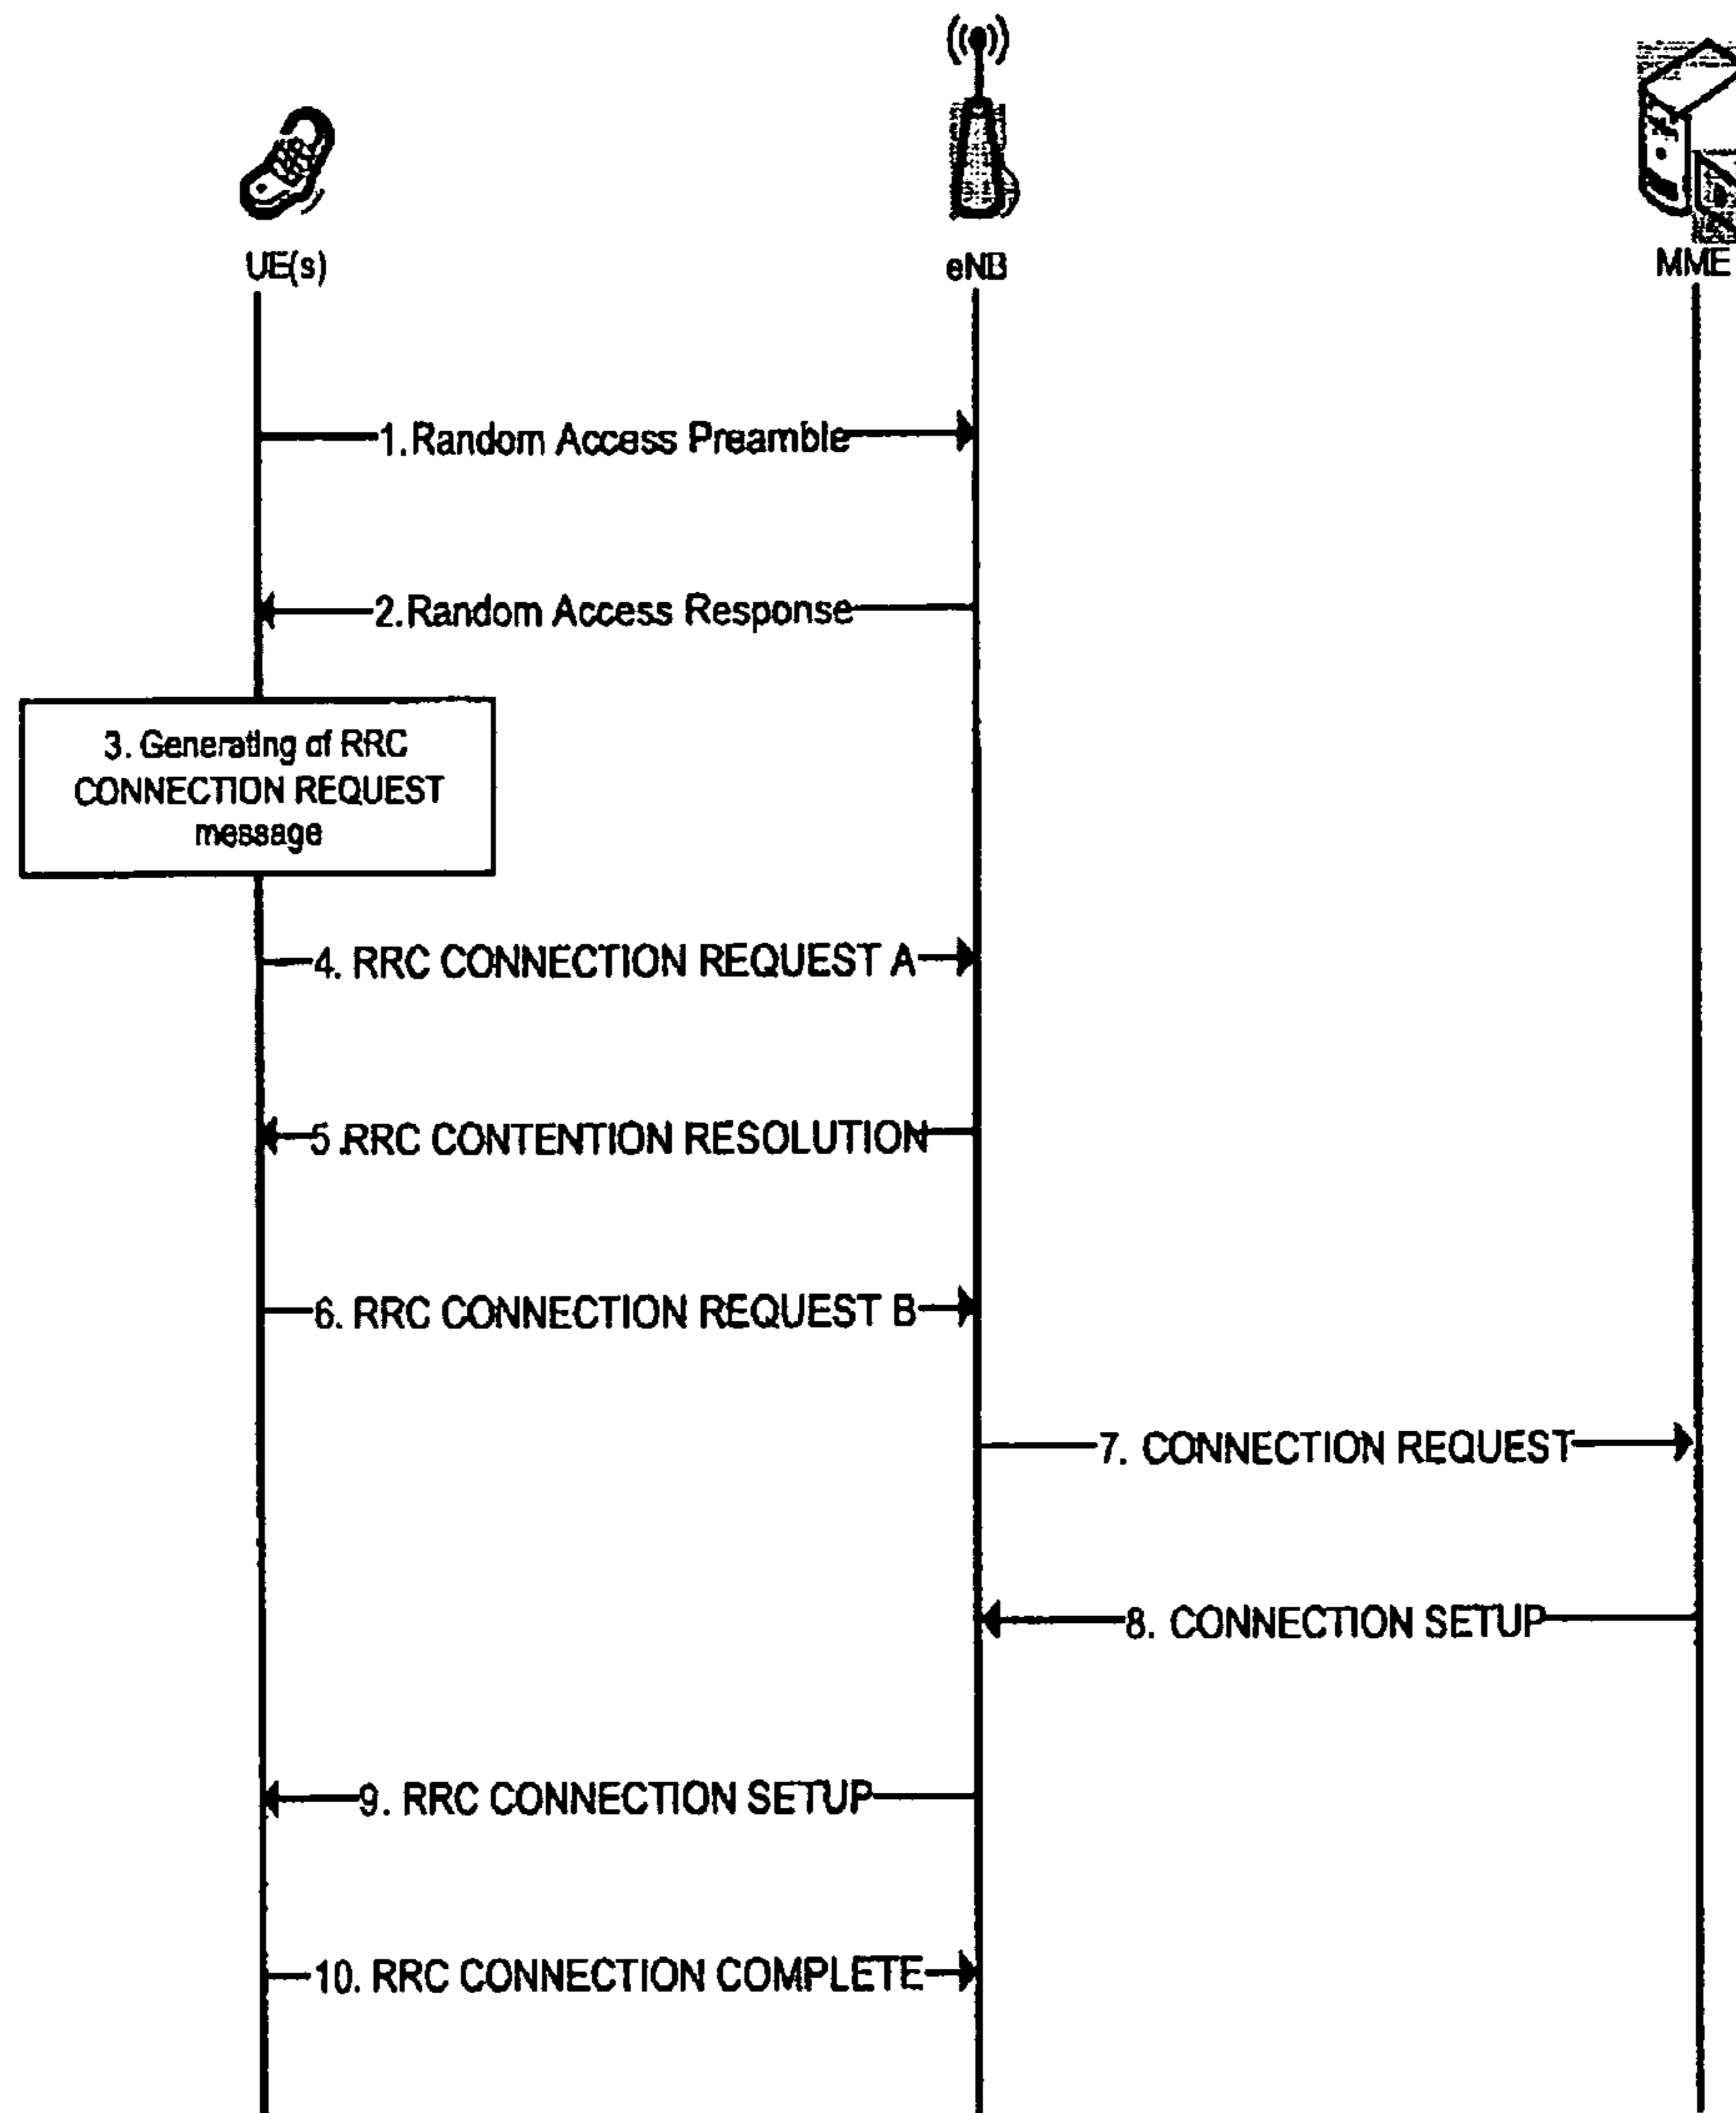 UE(s)
eNB
MME
1.Random Access Preamble
2.Random Access Response
3. Generating of RRC
CONNECTION REQUEST
message
4. RRC CONNECTION REQUEST A
5.RRC CONTENTION RESOLUTION
6. RRC CONNECTION REQUEST B
7. CONNECTION REQUEST
8. CONNECTION SETUP
9. RRC CONNECTION SETUP
10. RRC CONNECTION COMPLETE